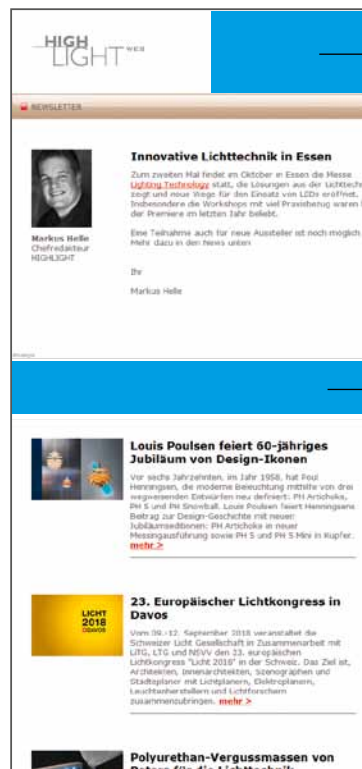 HIGH
LIGHT WEB
NEWSLETTER
Innovative Lichttechnik in Essen
Zum zweiten Mal findet im Oktober in Essen die Messe
Lighting Technology statt, die Lösungen aus der Lichttechn
zeigt und neue Wege für den Einsatz von LEDs eröffnet.
Insbesondere die Workshops mit viel Praxisbezug waren b
der Premiere im letzten Jahr beliebt.
Eine Teilnahme auch für neue Aussteller ist noch möglich.
Mehr dazu in den News unten
Ihr
Markus Helle
Markus Helle
Chefredakteur
HIGHLIGHT
Anzeige
Louis Poulsen feiert 60-jähriges
Jubiläum von Design-Ikonen
Vor sechs Jahrzehnten, im Jahr 1958, hat Poul
Henningsen, die moderne Beleuchtung mithilfe von drei
wegweisenden Entwürfen neu definiert: PH Artichoke,
PH 5 und PH Snowball. Louis Poulsen feiert Henningsens
Beitrag zur Design-Geschichte mit neuen
Jubiläumseditionen: PH Artichoke in neuer
Messingausführung sowie PH 5 und PH 5 Mini in Kupfer.
mehr >
LICHT
2018
DAVOS
23. Europäischer Lichtkongress in
Davos
Vom 09.-12. September 2018 veranstaltet die
Schweizer Licht Gesellschaft in Zusammenarbeit mit
LiTG, LTG und NSVV den 23. europäischen
Lichtkongress "Licht 2018" in der Schweiz. Das Ziel ist,
Architekten, Innenarchitekten, Szenographen und
Stadtplaner mit Lichtplanern, Elektroplanern,
Leuchtenherstellern und Lichtforschern
zusammenzubringen. mehr >
Polyurethan-Vergussmassen von